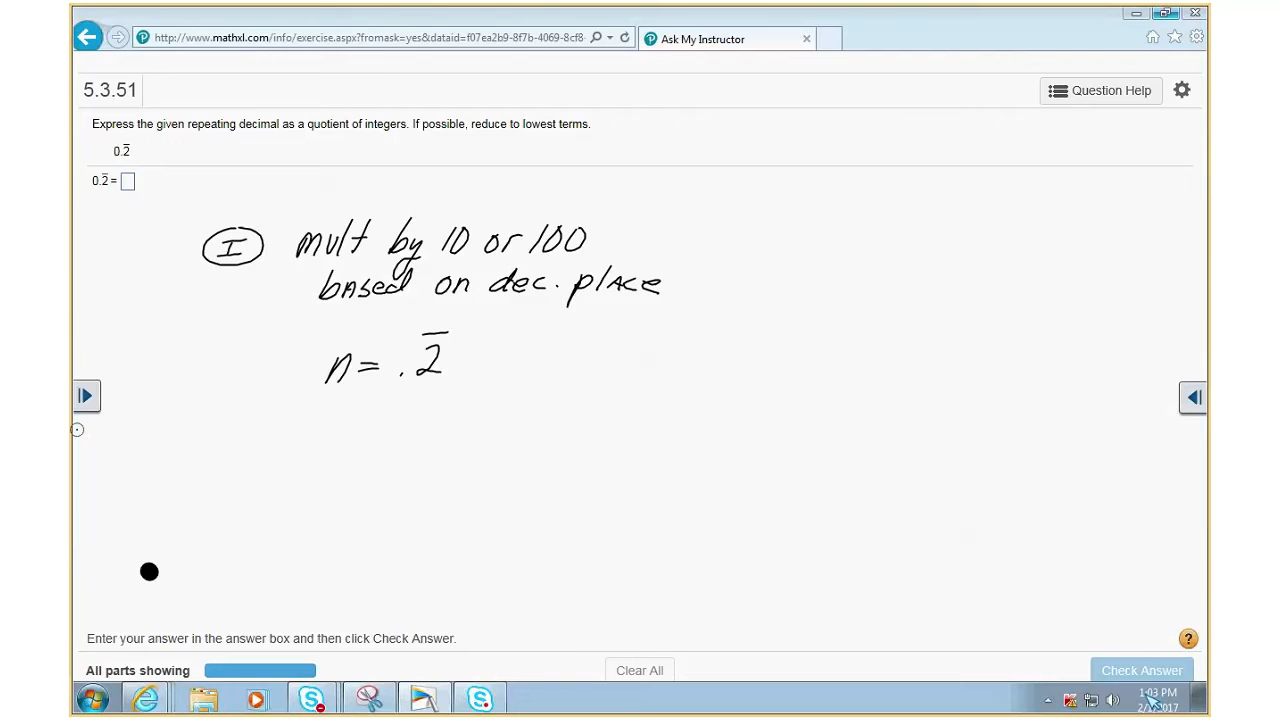 http://www.mathxl.com/info/exercise.aspx?fromask=yes&dataid=f07ea2b9-8f7b-4069-8cf8-
Ask My Instructor
5.3.51
Question Help
Express the given repeating decimal as a quotient of integers. If possible, reduce to lowest terms.
0.2̅
0.2̅ =
I mult by 10 or 100
based on dec. place
n = .2̅
Enter your answer in the answer box and then click Check Answer.
?
All parts showing
Clear All
Check Answer
1:03 PM